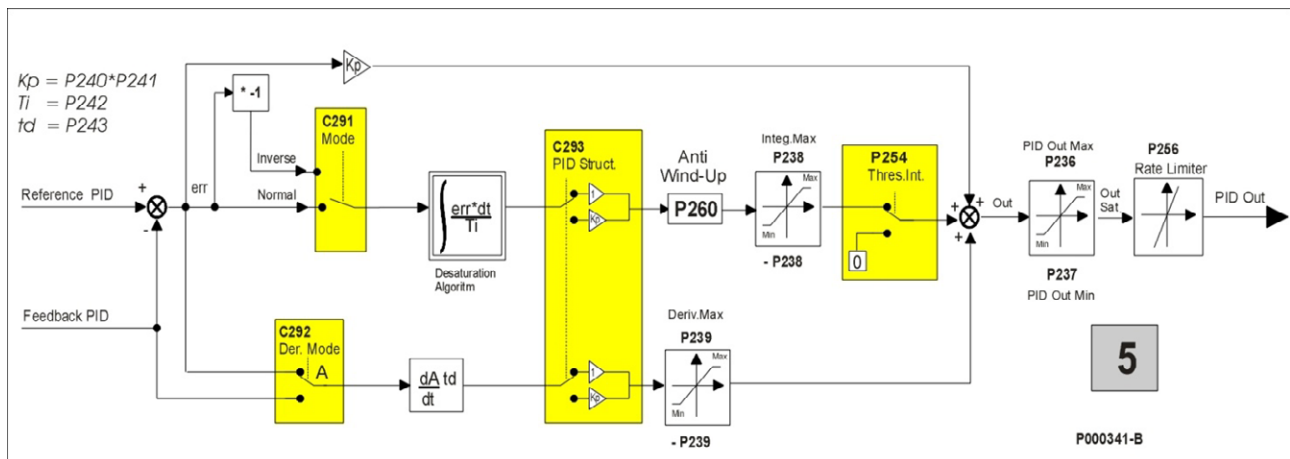 Kp = P240*P241
Ti = P242
td = P243
Kp
* -1
C291
Mode
Inverse
Normal
Reference PID
+
-
err
∫ err*dt
Ti
Desaturation
Algoritm
C293
PID Struct.
1
Kp
Anti
Wind-Up
P260
Integ.Max
P238
Max
Min
- P238
P254
Thres.Int.
0
+
+
+
Out
PID Out Max
P236
Max
Min
P237
PID Out Min
Out
Sat
P256
Rate Limiter
PID Out
Feedback PID
C292
Der. Mode
A
dA
dt
td
1
Kp
Deriv.Max
P239
Max
Min
- P239
5
P000341-B